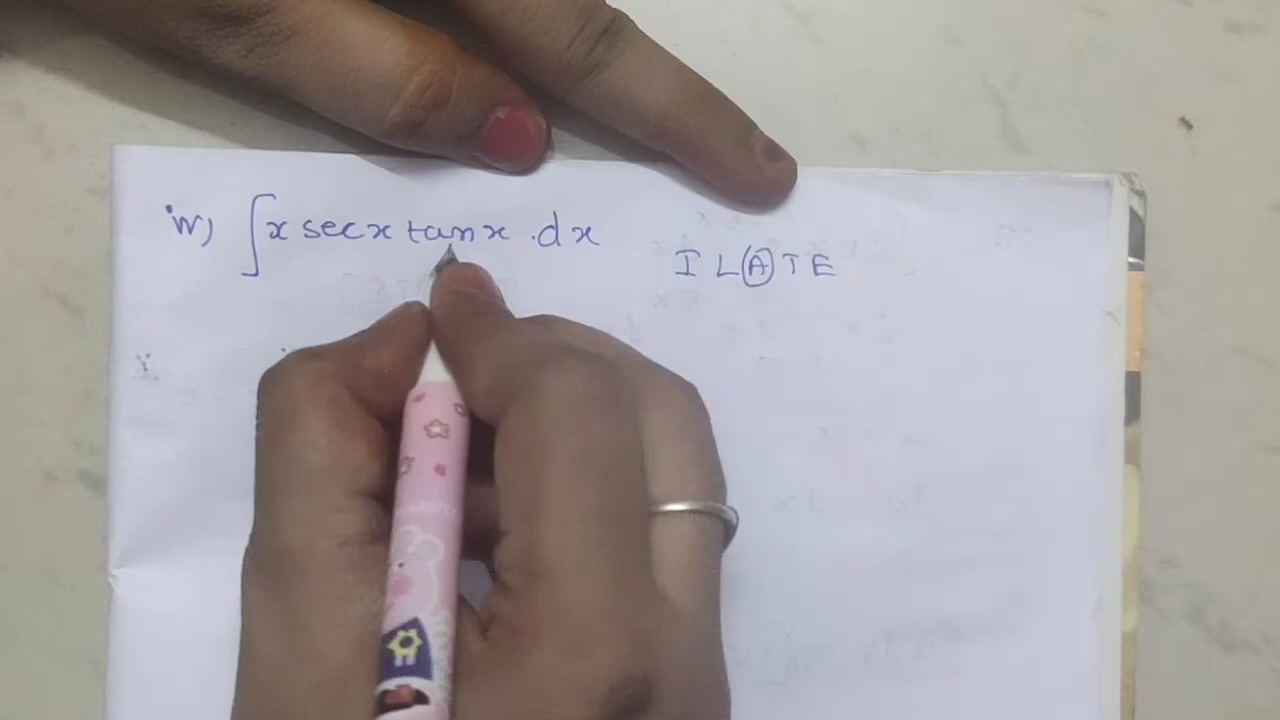 iv) ∫x secx tanx .dx
I L A T E